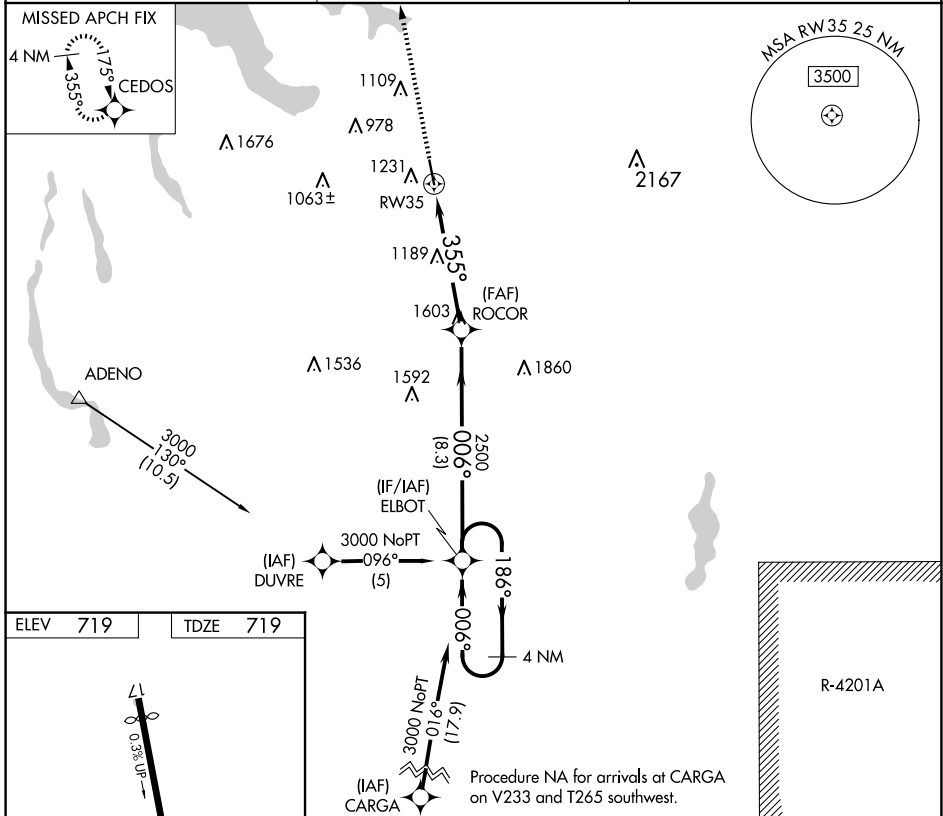 MISSED APCH FIX
4 NM
175°
355°
CEDOS
MSA RW35 25 NM
3500
1109
978
1676
1231
1063±
RW35
2167
355°
1189
(FAF)
ROCOR
1603
1536
1592
1860
ADENO
3000
130°
(10.5)
2500
006°
(8.3)
(IF/IAF)
ELBOT
3000 NoPT
096°
(5)
(IAF)
DUVRE
186°
006°
4 NM
3000 NoPT
016°
(17.9)
(IAF)
CARGA
Procedure NA for arrivals at CARGA
on V233 and T265 southwest.
R-4201A
ELEV 719
TDZE 719
17
0.3% UP